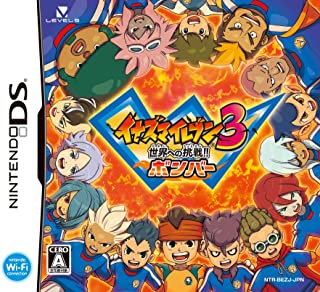 NINTENDO DS
LEVEL5
イナズマイレブン3
世界への挑戦!!
ボンバー
Nintendo
Wi-Fi
CONNECTION
CERO
A
NTR-BEZJ-JPN